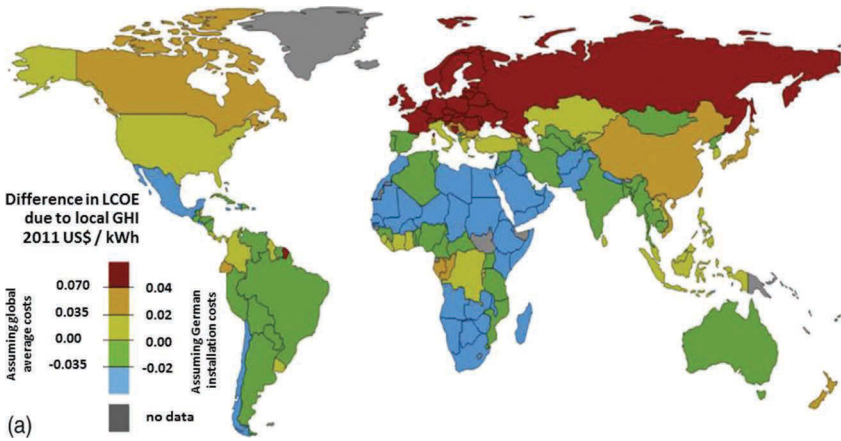 Difference in LCOE
due to local GHI
2011 US$ / kWh
Assuming global
average costs
0.070
0.035
0.00
-0.035
0.04
0.02
0.00
-0.02
Assuming German
installation costs
no data
(a)